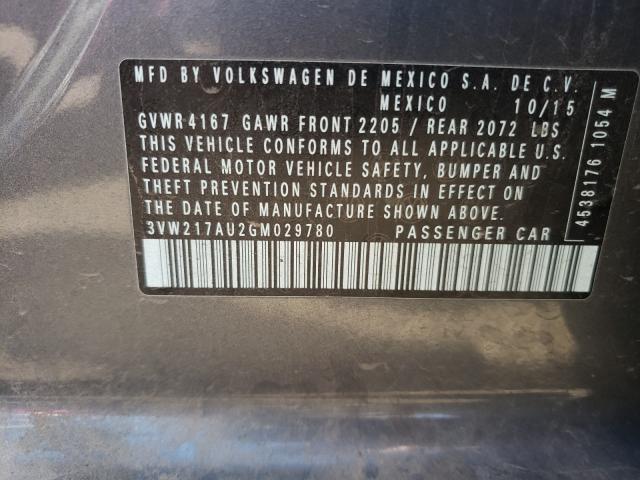 MFD BY VOLKSWAGEN DE MEXICO S.A. DE C.V.
MEXICO 10/15
GVWR 4167 GAWR FRONT 2205 / REAR 2072 LBS
THIS VEHICLE CONFORMS TO ALL APPLICABLE U.S.
FEDERAL MOTOR VEHICLE SAFETY, BUMPER AND
THEFT PREVENTION STANDARDS IN EFFECT ON
THE DATE OF MANUFACTURE SHOWN ABOVE.
3VW217AU2GM029780 PASSENGER CAR
4538176 1054 M